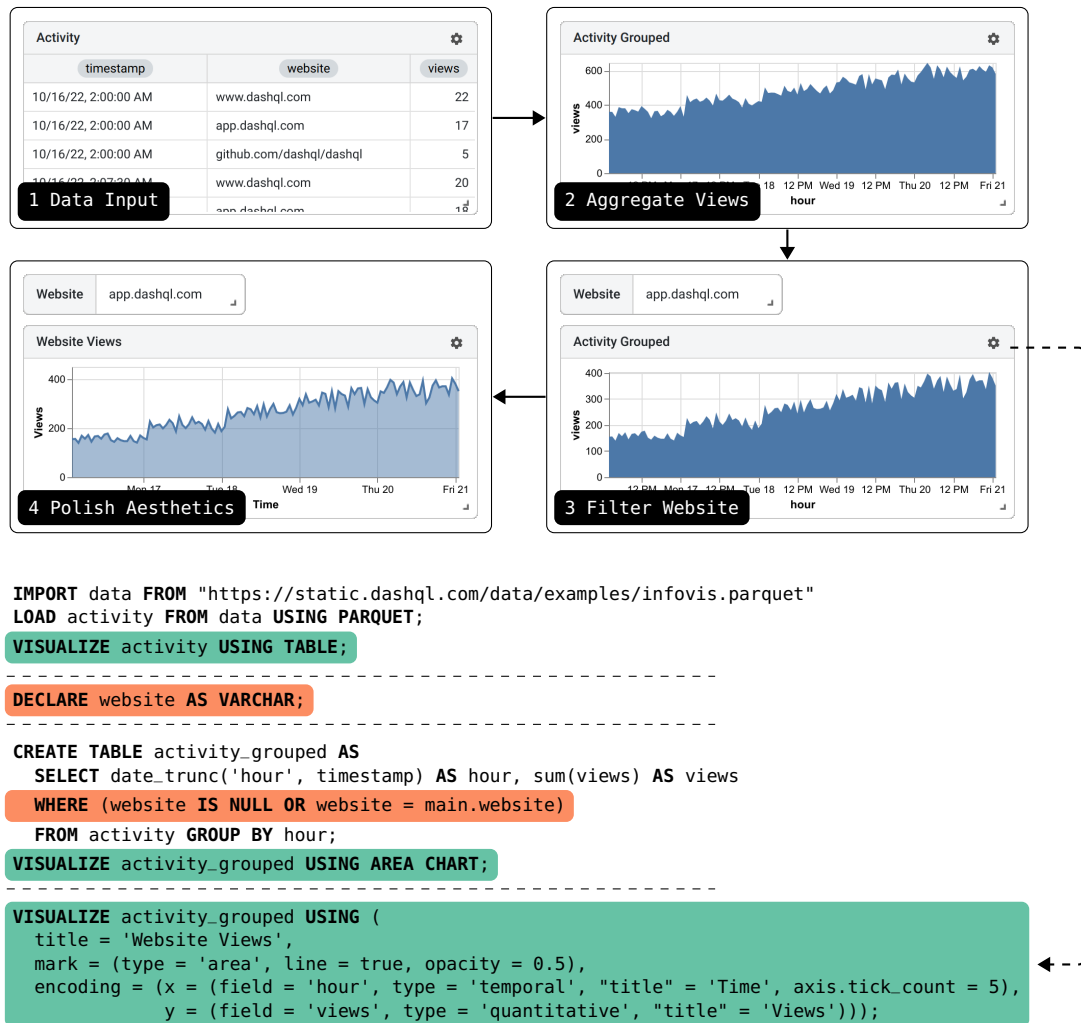 Activity
timestamp website views
10/16/22, 2:00:00 AM www.dashql.com 22
10/16/22, 2:00:00 AM app.dashql.com 17
10/16/22, 2:00:00 AM github.com/dashql/dashql 5
10/16/22, 2:07:30 AM www.dashql.com 20
app.dashql.com 18
1 Data Input
Activity Grouped
600
400
200
0
views
18 12 PM Wed 19 12 PM Thu 20 12 PM Fri 21
hour
2 Aggregate Views
Website app.dashql.com
Website Views
400
200
0
Views
Mon 17 Tue 18 Wed 19 Thu 20 Fri 21
Time
4 Polish Aesthetics
Website app.dashql.com
Activity Grouped
400
300
200
100
0
views
12 PM Mon 17 12 PM Tue 18 12 PM Wed 19 12 PM Thu 20 12 PM Fri 21
hour
3 Filter Website
IMPORT data FROM "https://static.dashql.com/data/examples/infovis.parquet"
LOAD activity FROM data USING PARQUET;
VISUALIZE activity USING TABLE;
DECLARE website AS VARCHAR;
CREATE TABLE activity_grouped AS
SELECT date_trunc('hour', timestamp) AS hour, sum(views) AS views
WHERE (website IS NULL OR website = main.website)
FROM activity GROUP BY hour;
VISUALIZE activity_grouped USING AREA CHART;
VISUALIZE activity_grouped USING (
title = 'Website Views',
mark = (type = 'area', line = true, opacity = 0.5),
encoding = (x = (field = 'hour', type = 'temporal', "title" = 'Time', axis.tick_count = 5),
y = (field = 'views', type = 'quantitative', "title" = 'Views')));